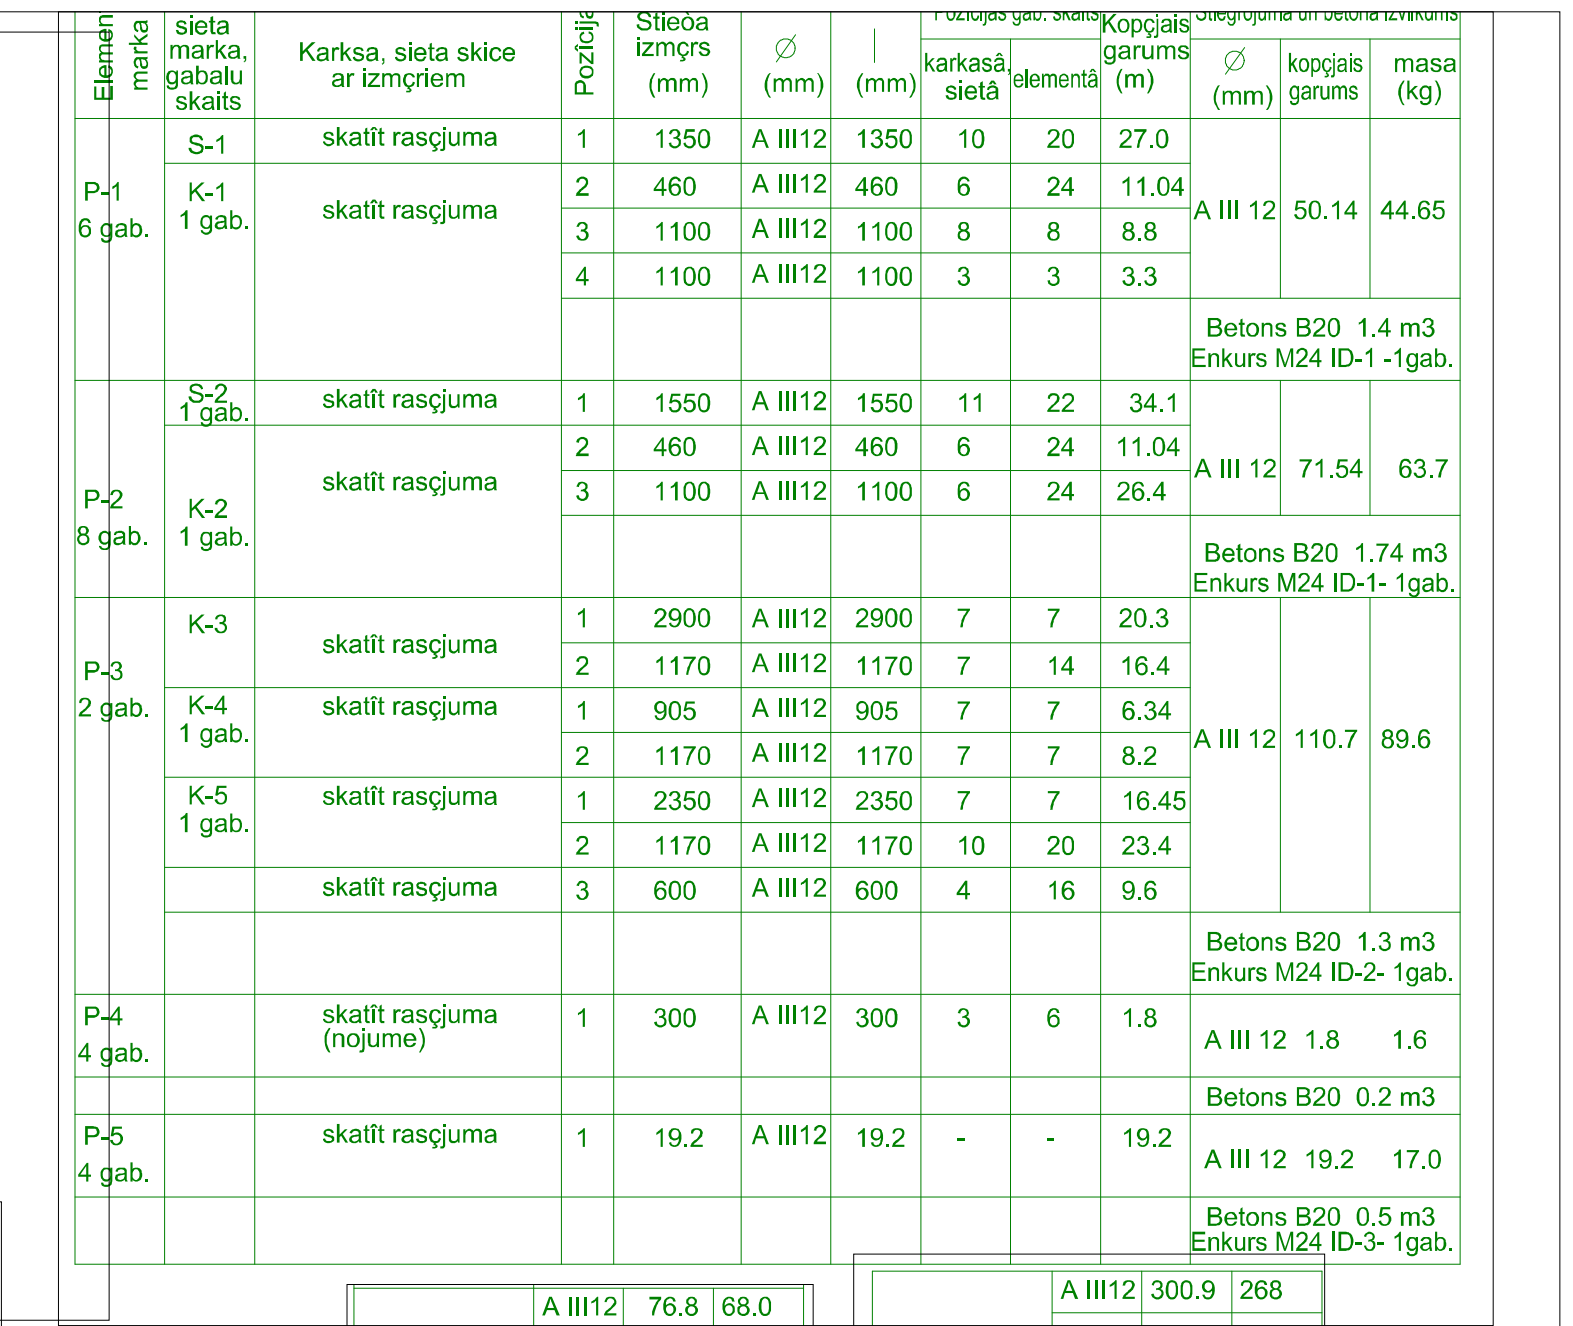 Elemen
marka
sieta
marka,
gabalu
skaits
Karksa, sieta skice
ar izmçriem
Pozîcija
Stieòa
izmçrs
(mm)
∅
(mm)
|
(mm)
Pozîcijas gab. skaits
karkasâ,
sietâ
elementâ
Kopçjais
garums
(m)
Stiegrojuma un betona izvilkums
∅
(mm)
kopçjais
garums
masa
(kg)
P-1
6 gab.
S-1 skatît rasçjuma 1 1350 A III12 1350 10 20 27.0
K-1
1 gab.
skatît rasçjuma
2 460 A III12 460 6 24 11.04
3 1100 A III12 1100 8 8 8.8
4 1100 A III12 1100 3 3 3.3
A III 12 50.14 44.65
Betons B20 1.4 m3
Enkurs M24 ID-1 -1gab.
P-2
8 gab.
S-2
1 gab.
skatît rasçjuma 1 1550 A III12 1550 11 22 34.1
K-2
1 gab.
skatît rasçjuma
2 460 A III12 460 6 24 11.04
3 1100 A III12 1100 6 24 26.4
A III 12 71.54 63.7
Betons B20 1.74 m3
Enkurs M24 ID-1- 1gab.
P-3
2 gab.
K-3
skatît rasçjuma
1 2900 A III12 2900 7 7 20.3
2 1170 A III12 1170 7 14 16.4
K-4
1 gab.
skatît rasçjuma
1 905 A III12 905 7 7 6.34
2 1170 A III12 1170 7 7 8.2
K-5
1 gab.
skatît rasçjuma
1 2350 A III12 2350 7 7 16.45
2 1170 A III12 1170 10 20 23.4
skatît rasçjuma 3 600 A III12 600 4 16 9.6
A III 12 110.7 89.6
Betons B20 1.3 m3
Enkurs M24 ID-2- 1gab.
P-4
4 gab.
skatît rasçjuma
(nojume)
1 300 A III12 300 3 6 1.8
A III 12 1.8 1.6
Betons B20 0.2 m3
P-5
4 gab.
skatît rasçjuma 1 19.2 A III12 19.2 - - 19.2
A III 12 19.2 17.0
Betons B20 0.5 m3
Enkurs M24 ID-3- 1gab.
A III12 76.8 68.0
A III12 300.9 268